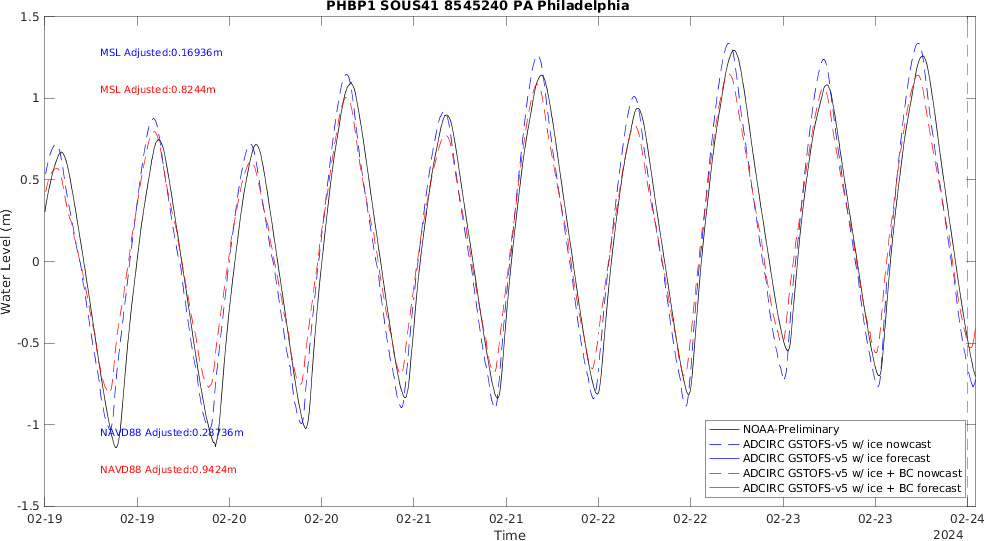 PHBP1 SOUS41 8545240 PA Philadelphia
1.5
1
0.5
0
-0.5
-1
-1.5
Water Level (m)
MSL Adjusted:0.16936m
MSL Adjusted:0.8244m
NAVD88 Adjusted:0.28736m
NAVD88 Adjusted:0.9424m
NOAA-Preliminary
ADCIRC GSTOFS-v5 w/ ice nowcast
ADCIRC GSTOFS-v5 w/ ice forecast
ADCIRC GSTOFS-v5 w/ ice + BC nowcast
ADCIRC GSTOFS-v5 w/ ice + BC forecast
02-19 02-19 02-20 02-20 02-21 02-21 02-22 02-22 02-23 02-23 02-24
Time
2024